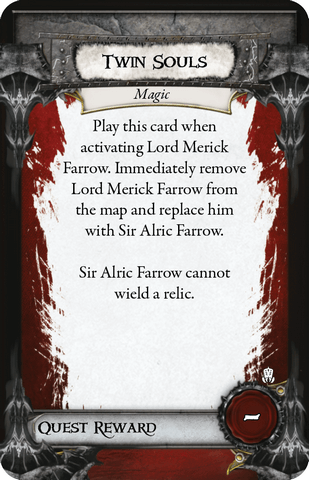 Twin Souls
Magic
Play this card when
activating Lord Merick
Farrow. Immediately remove
Lord Merick Farrow from
the map and replace him
with Sir Alric Farrow.
Sir Alric Farrow cannot
wield a relic.
Quest Reward
-